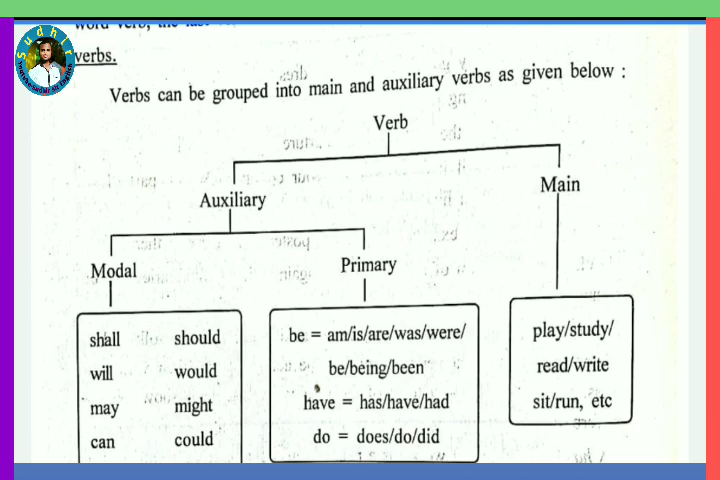 verbs.
Sudhir
Verbs can be grouped into main and auxiliary verbs as given below :
Verb
Auxiliary Main
Modal Primary
shall should
will would
may might
can could
be = am/is/are/was/were/
be/being/been
have = has/have/had
do = does/do/did
play/study/
read/write
sit/run, etc